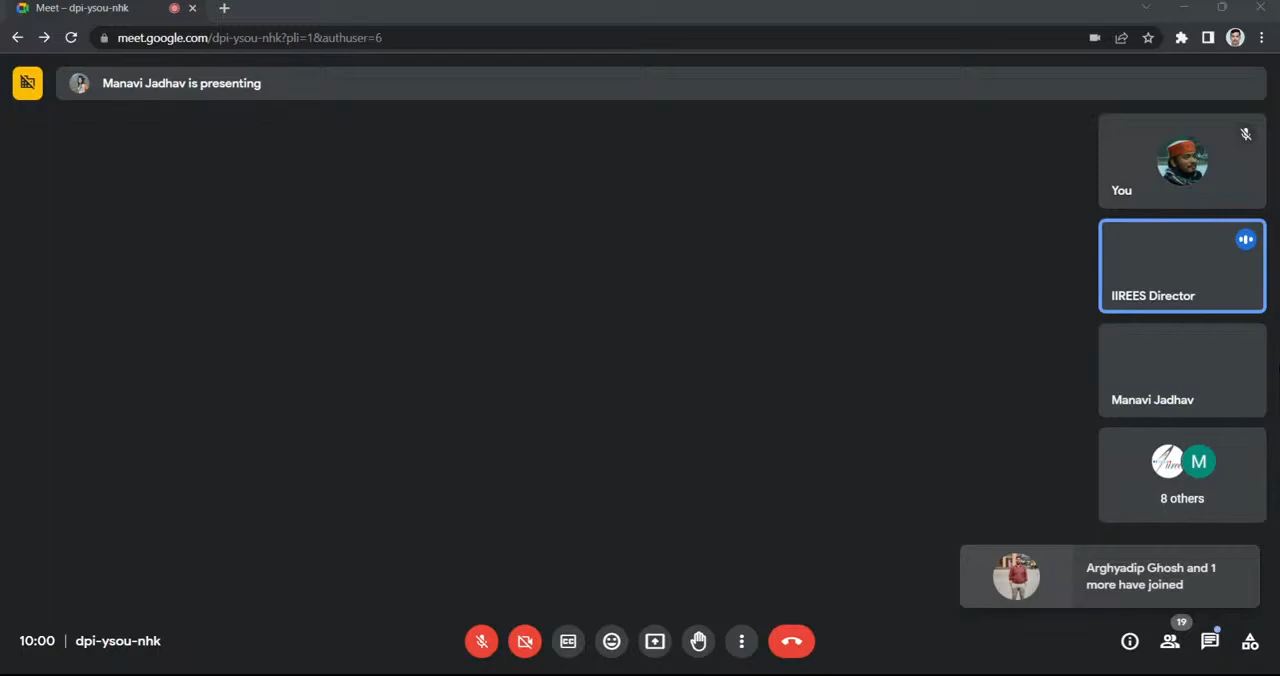 Meet – dpi-ysou-nhk
meet.google.com/dpi-ysou-nhk?pli=1&authuser=6
Manavi Jadhav is presenting
You
IIREES Director
Manavi Jadhav
M
8 others
Arghyadip Ghosh and 1
more have joined
19
10:00 | dpi-ysou-nhk
CC